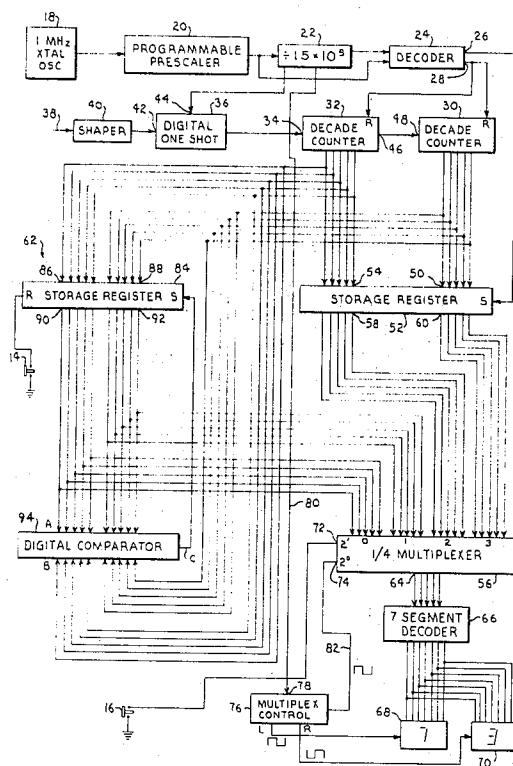 18
20
22
24
26
1 MHz
XTAL
OSC
PROGRAMMABLE
PRESCALER
÷1.5 × 10⁵
DECODER
28
40
44
36
32
30
38
SHAPER
42
DIGITAL
ONE SHOT
34
R
DECADE
COUNTER
46
48
R
DECADE
COUNTER
62
86
88
84
54
50
R STORAGE REGISTER S
STORAGE REGISTER S
90
92
58
60
52
14
80
94
A
DIGITAL COMPARATOR
C
B
72
2' 0 1 2 3
1/4 MULTIPLEXER
2⁰
74
64
56
7 SEGMENT
DECODER
66
82
16
78
76
MULTIPLEX
CONTROL
L
R
68
70